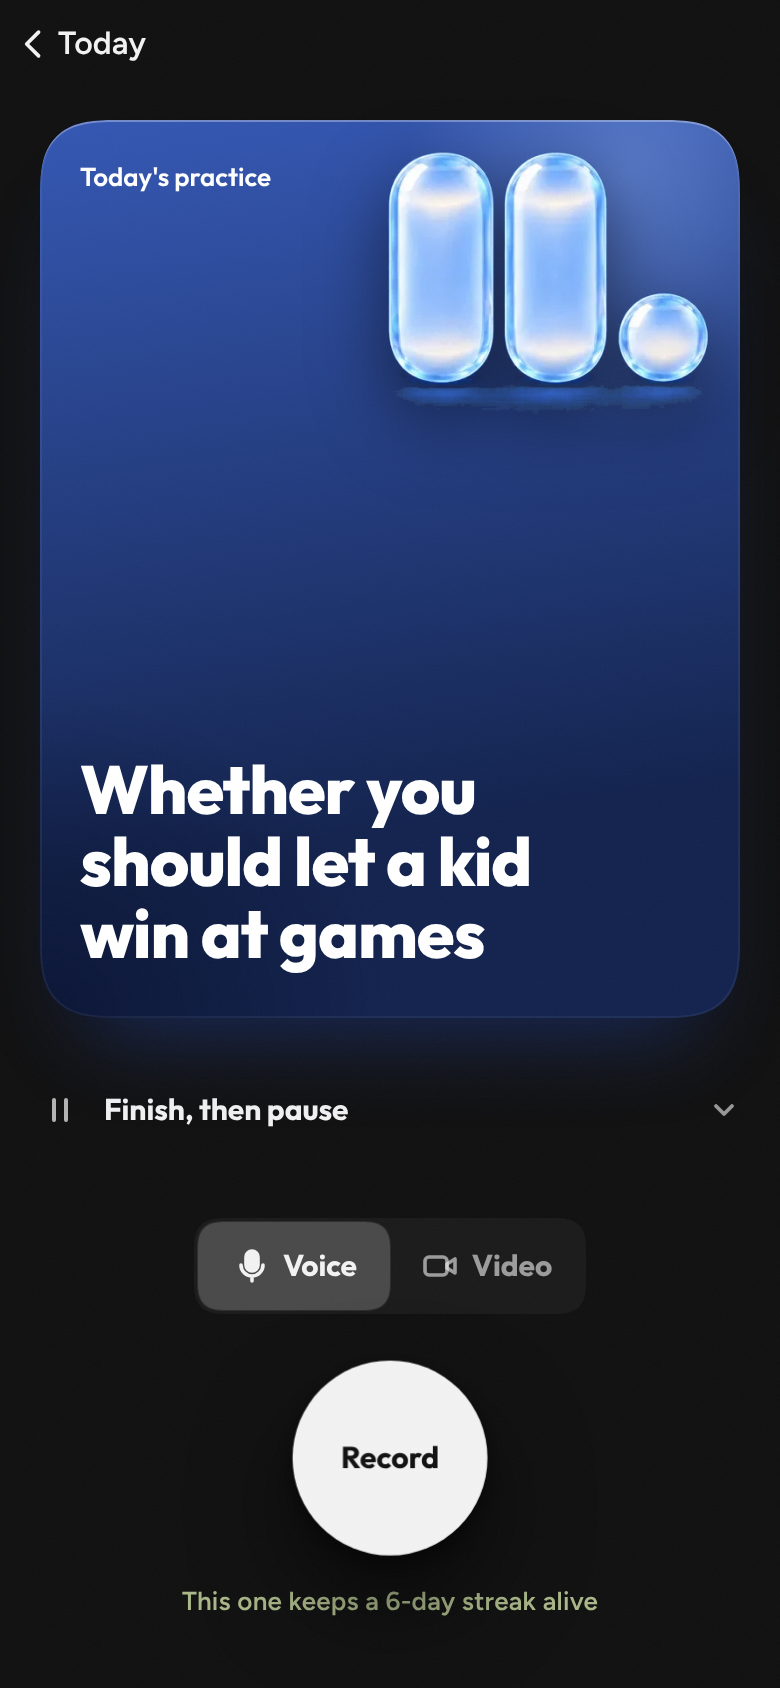 Today
Today's practice
Whether you
should let a kid
win at games
Finish, then pause
Voice
Video
Record
This one keeps a 6-day streak alive